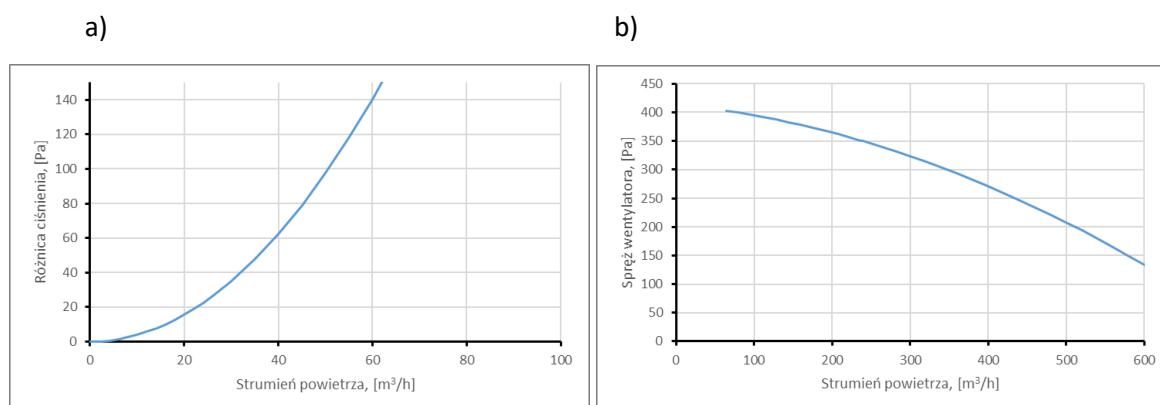 a)
b)
140
120
100
80
60
40
20
0
0 20 40 60 80 100
Różnica ciśnienia, [Pa]
Strumień powietrza, [m³/h]
450
400
350
300
250
200
150
100
50
0
0 100 200 300 400 500 600
Spręż wentylatora, [Pa]
Strumień powietrza, [m³/h]